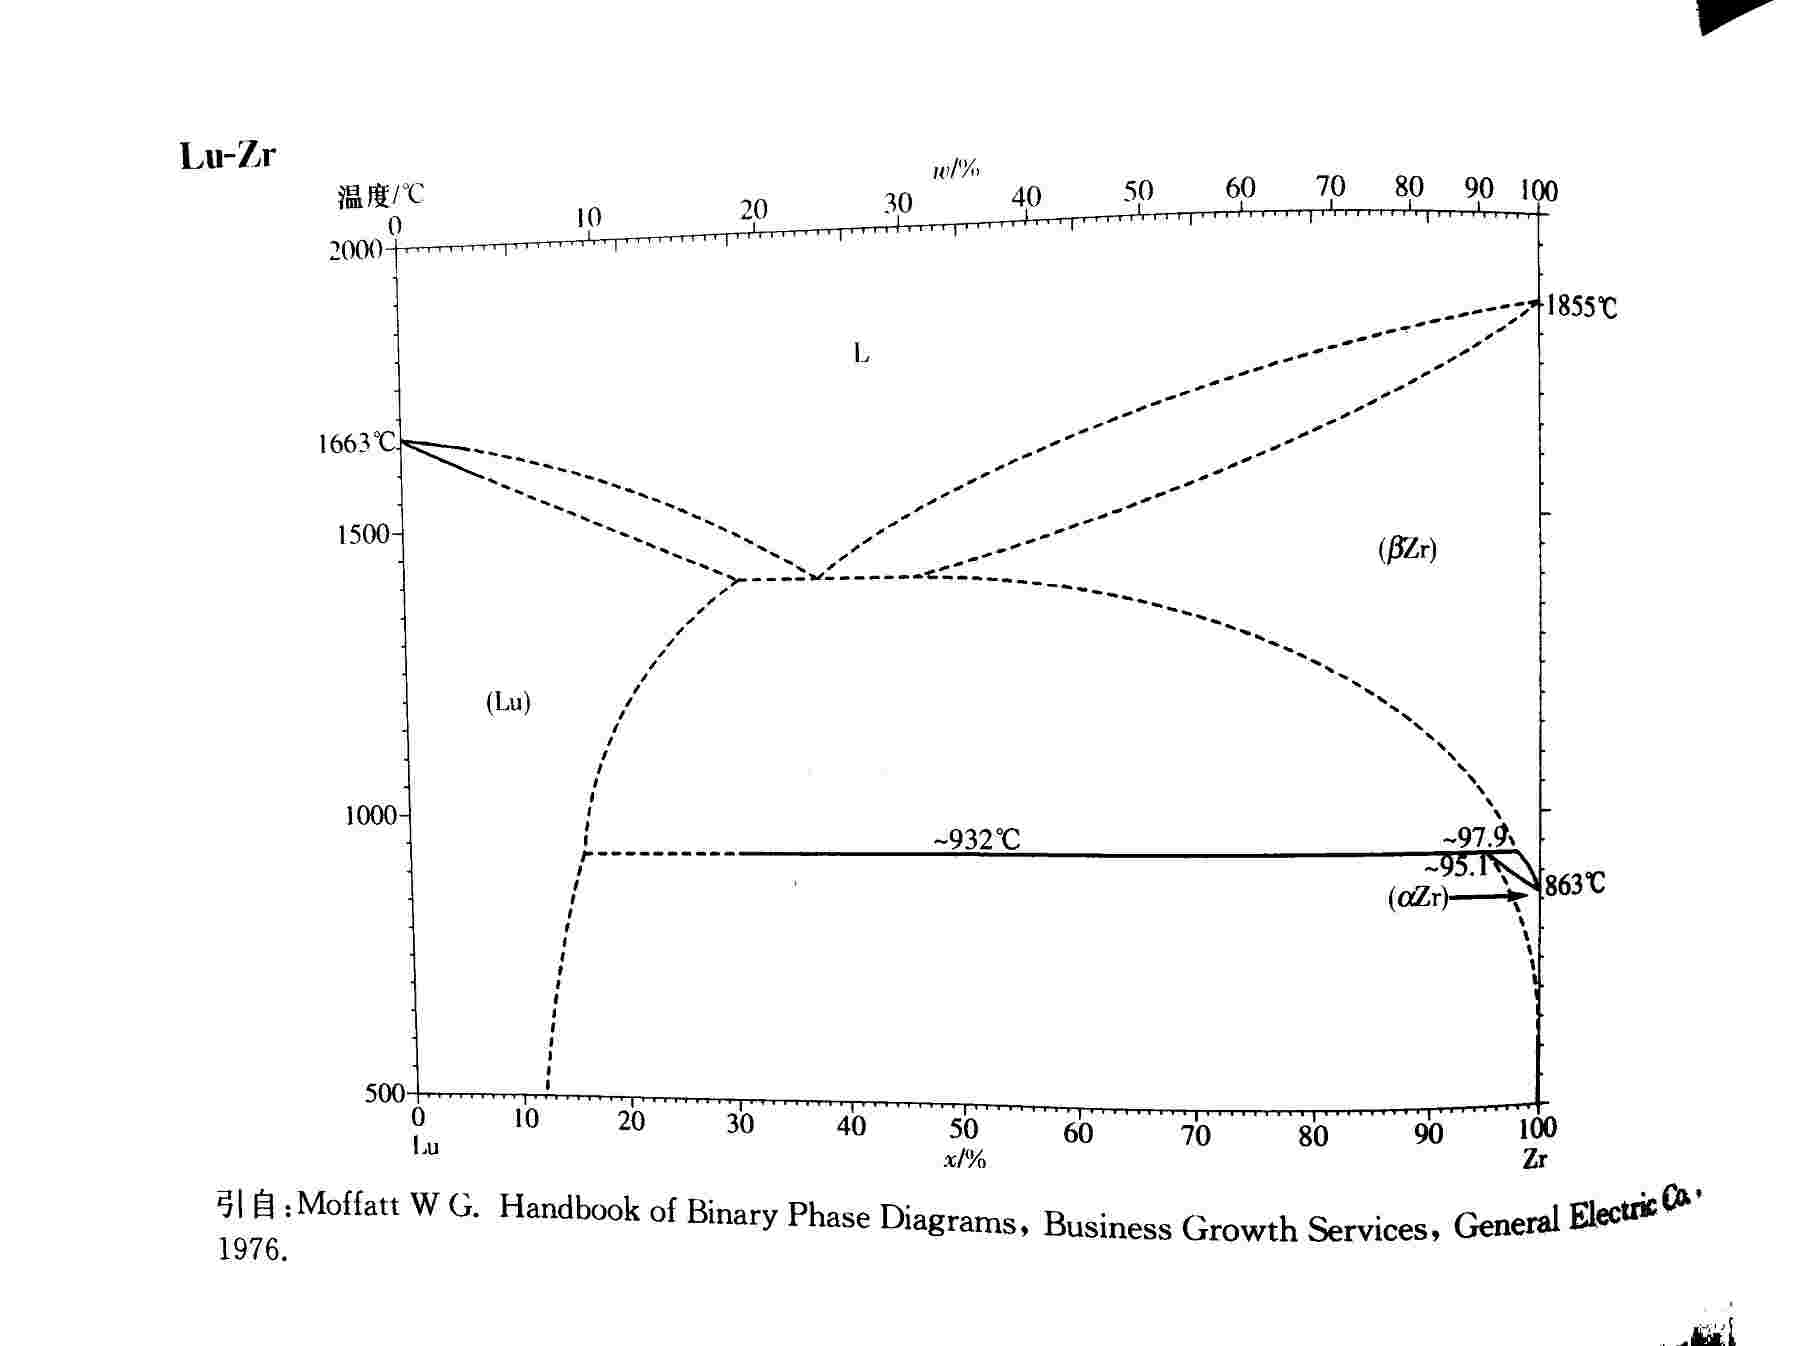 Lu-Zr
w/%
温度/℃
0 10 20 30 40 50 60 70 80 90 100
2000
1855℃
L
1663℃
1500
(βZr)
(Lu)
1000
~932℃
~97.9
~95.1
863℃
(αZr)
500
0 10 20 30 40 50 60 70 80 90 100
Lu
x/%
Zr
引自:Moffatt W G. Handbook of Binary Phase Diagrams, Business Growth Services, General Electric Co.,
1976.